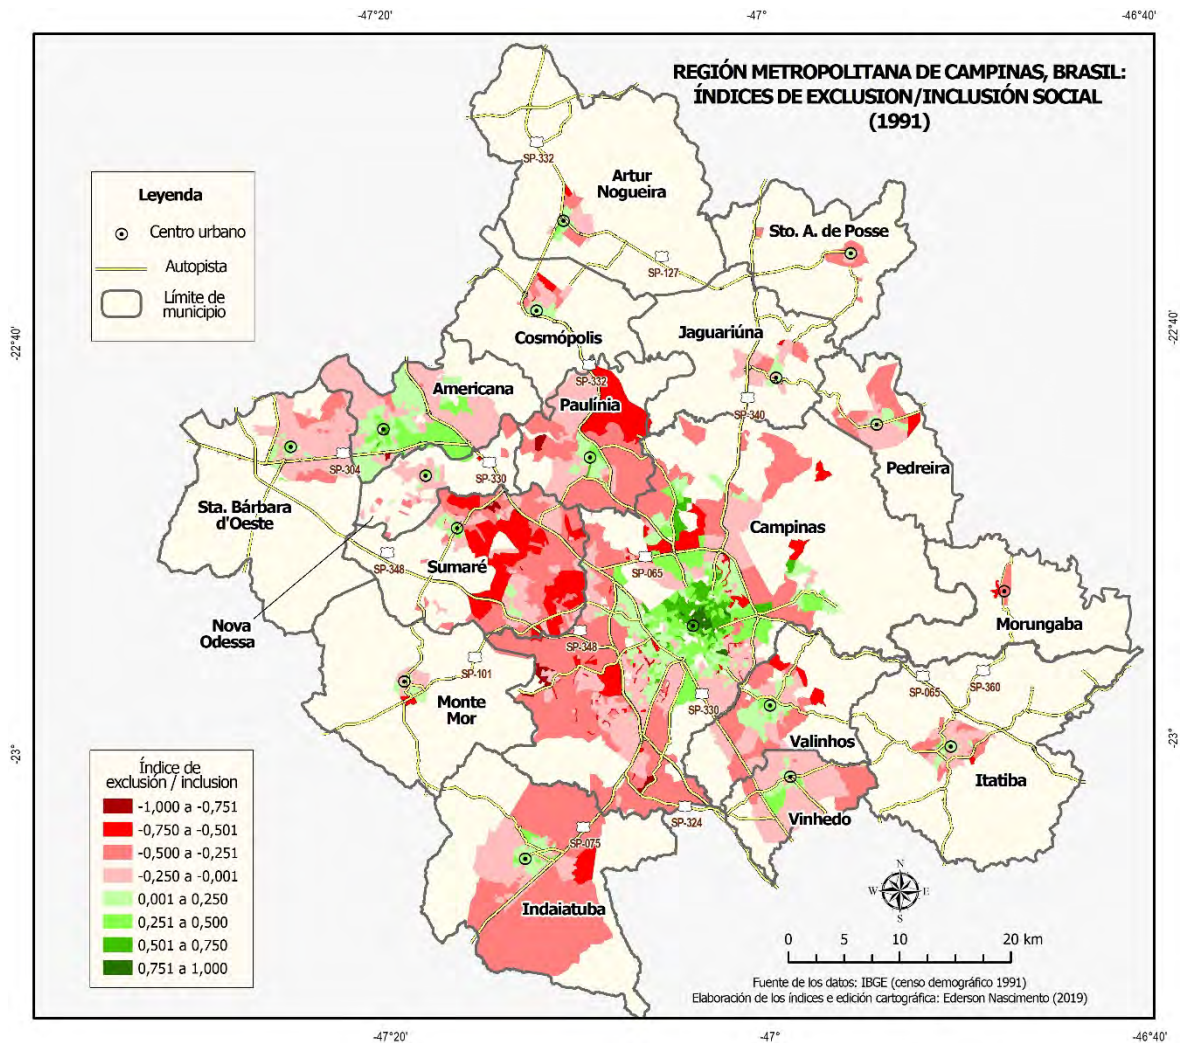 -47°20'
-47°
-46°40'
REGIÓN METROPOLITANA DE CAMPINAS, BRASIL:
ÍNDICES DE EXCLUSION/INCLUSIÓN SOCIAL
(1991)
SP-332
Leyenda
Centro urbano
Autopista
Límite de
municipio
Artur
Nogueira
Sto. A. de Posse
SP-127
-22°40'
-22°40'
Cosmópolis
Jaguariúna
SP-332
Americana
Paulínia
SP-340
SP-304
SP-330
Pedreira
Sta. Bárbara
d'Oeste
Campinas
SP-348
Sumaré
SP-065
Nova
Odessa
Morungaba
SP-348
SP-101
SP-065
SP-360
Monte
Mor
SP-330
Valinhos
Itatiba
-23°
-23°
Vinhedo
SP-324
SP-075
Indaiatuba
Índice de
exclusión / inclusion
-1,000 a -0,751
-0,750 a -0,501
-0,500 a -0,251
-0,250 a -0,001
0,001 a 0,250
0,251 a 0,500
0,501 a 0,750
0,751 a 1,000
N
W
E
S
0 5 10 20 km
Fuente de los datos: IBGE (censo demográfico 1991)
Elaboración de los índices e edición cartográfica: Ederson Nascimento (2019)
-47°20'
-47°
-46°40'